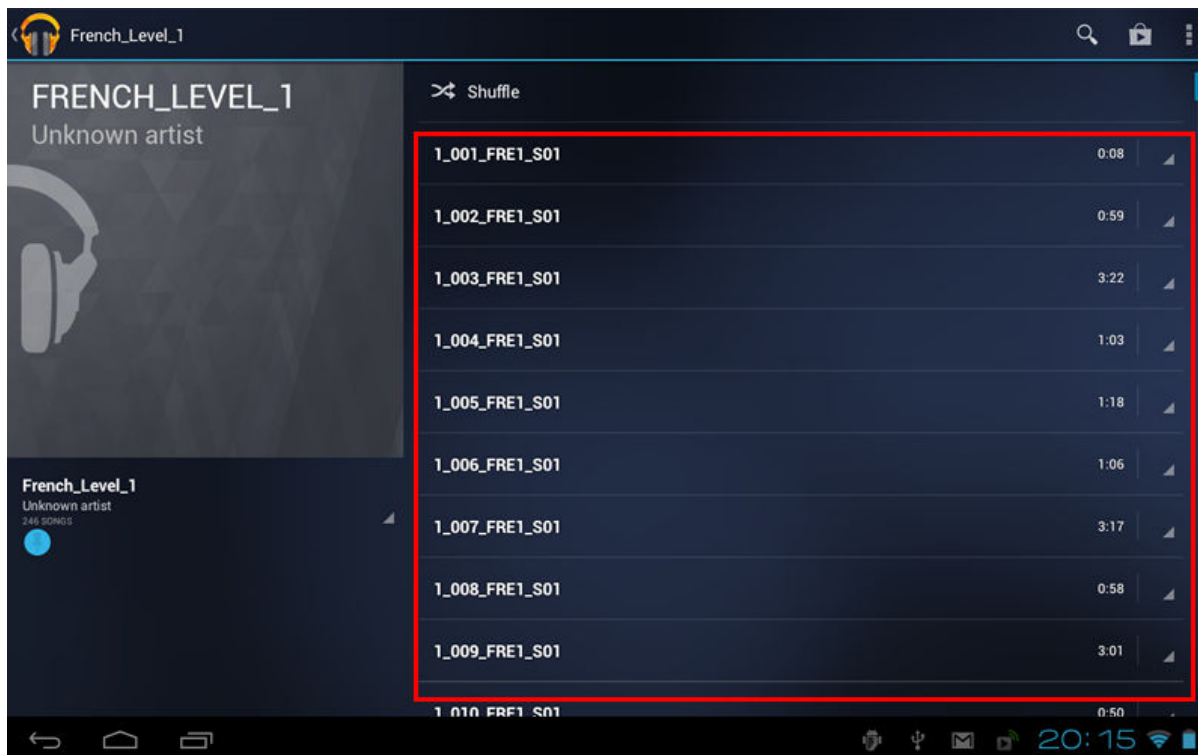 French_Level_1
FRENCH_LEVEL_1
Unknown artist
French_Level_1
Unknown artist
246 SONGS
Shuffle
1_001_FRE1_S01 0:08
1_002_FRE1_S01 0:59
1_003_FRE1_S01 3:22
1_004_FRE1_S01 1:03
1_005_FRE1_S01 1:18
1_006_FRE1_S01 1:06
1_007_FRE1_S01 3:17
1_008_FRE1_S01 0:58
1_009_FRE1_S01 3:01
1_010_FRE1_S01 0:50
20:15